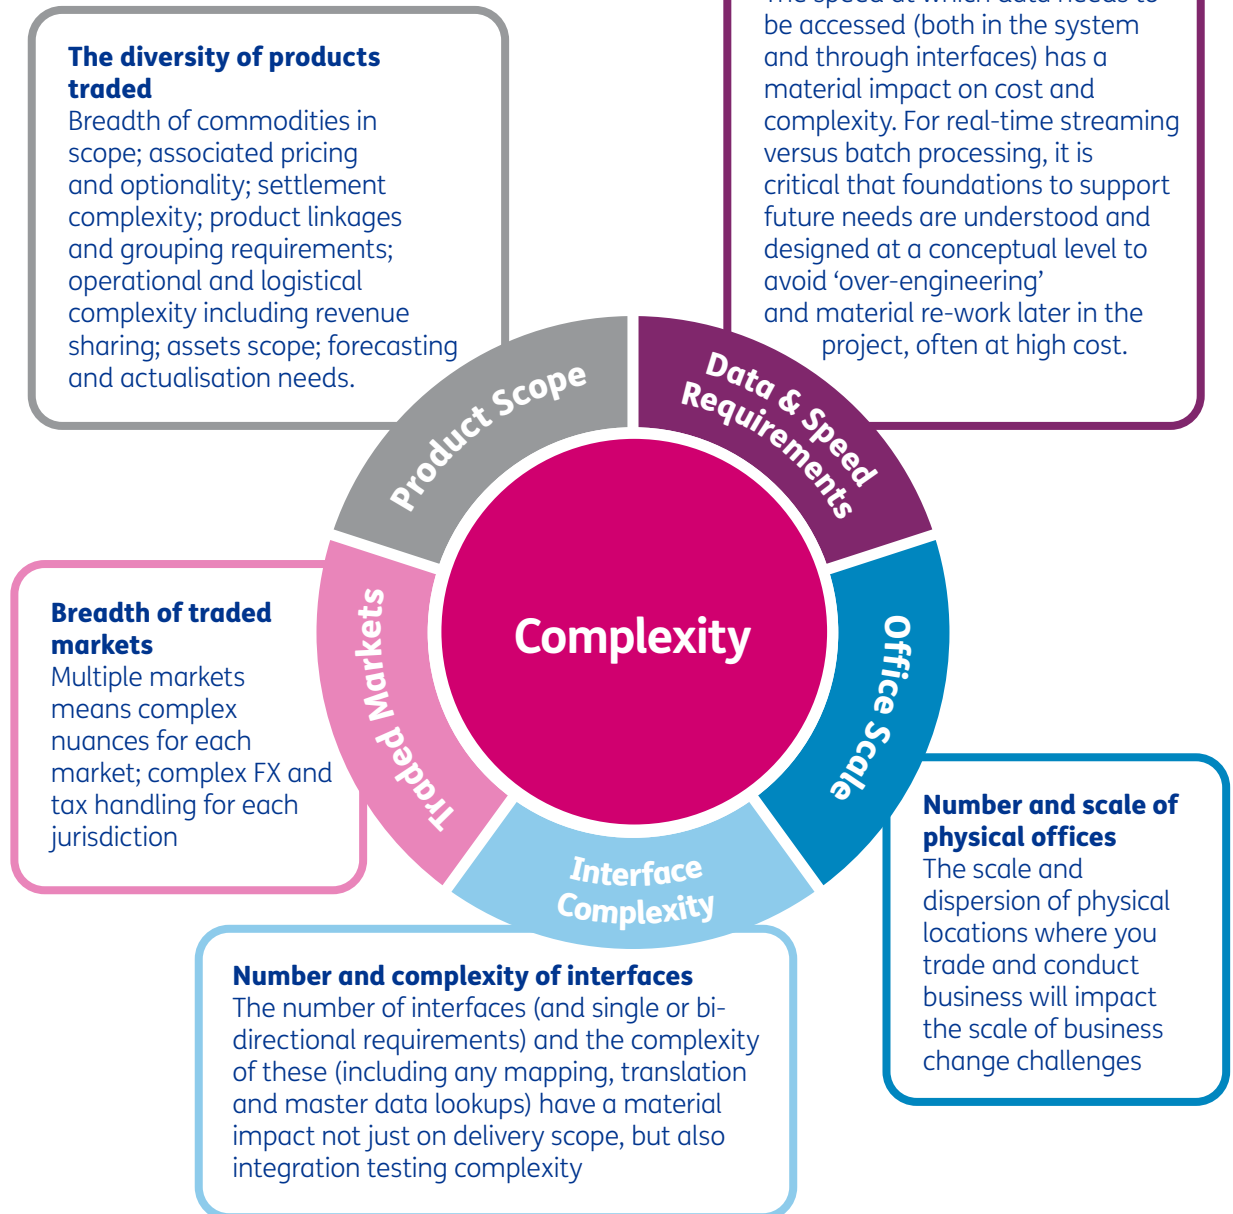 The diversity of products
traded
Breadth of commodities in
scope; associated pricing
and optionality; settlement
complexity; product linkages
and grouping requirements;
operational and logistical
complexity including revenue
sharing; assets scope; forecasting
and actualisation needs.
The speed at which data needs to
be accessed (both in the system
and through interfaces) has a
material impact on cost and
complexity. For real-time streaming
versus batch processing, it is
critical that foundations to support
future needs are understood and
designed at a conceptual level to
avoid ‘over-engineering’
and material re-work later in the
project, often at high cost.
Product Scope
Data & Speed
Requirements
Complexity
Traded Markets
Office Scale
Interface
Complexity
Breadth of traded
markets
Multiple markets
means complex
nuances for each
market; complex FX and
tax handling for each
jurisdiction
Number and scale of
physical offices
The scale and
dispersion of physical
locations where you
trade and conduct
business will impact
the scale of business
change challenges
Number and complexity of interfaces
The number of interfaces (and single or bi-
directional requirements) and the complexity
of these (including any mapping, translation
and master data lookups) have a material
impact not just on delivery scope, but also
integration testing complexity